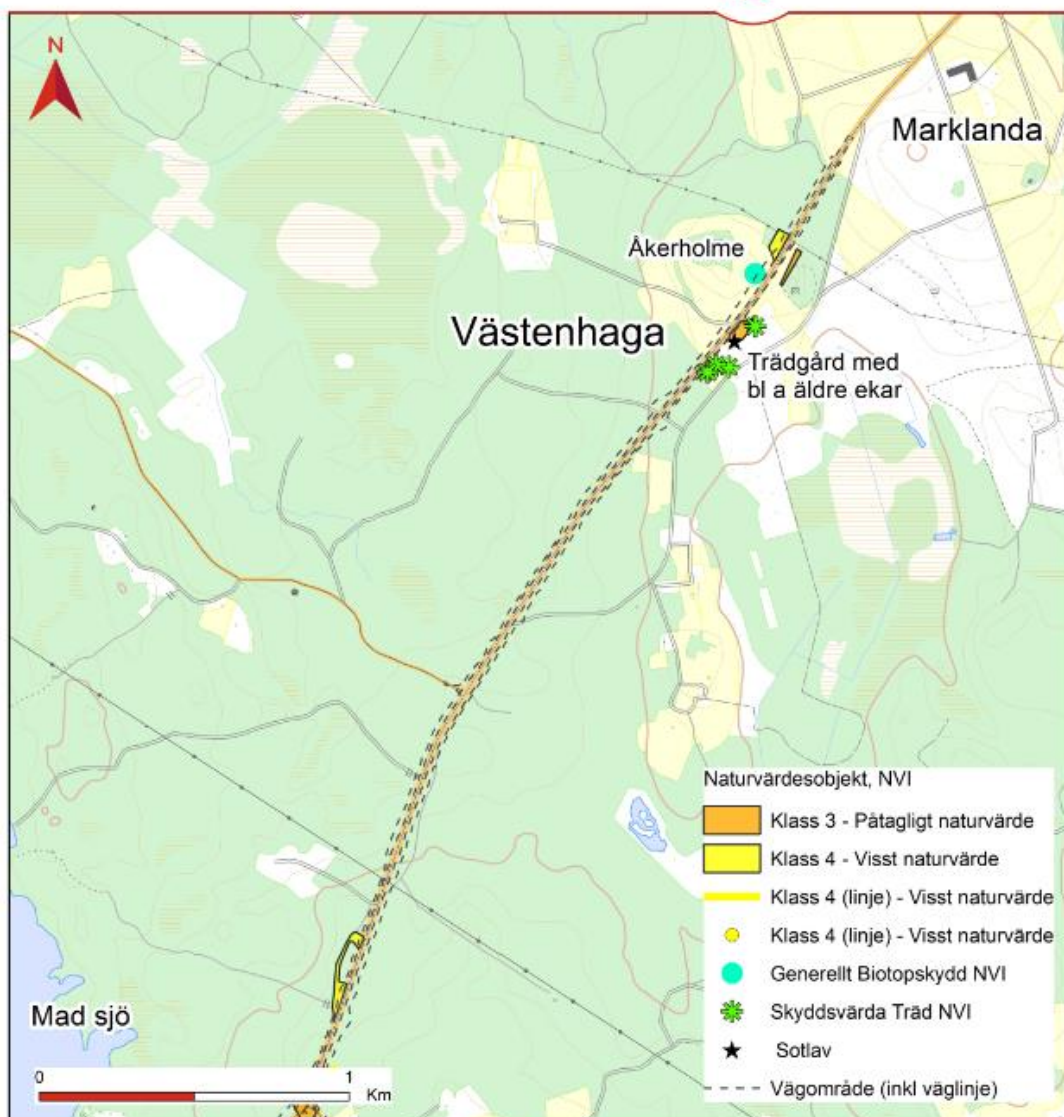 N
Marklanda
Åkerholme
Västenhaga
Trädgård med
bl a äldre ekar
Mad sjö
0 1
Km
Naturvärdesobjekt, NVI
Klass 3 - Påtagligt naturvärde
Klass 4 - Visst naturvärde
Klass 4 (linje) - Visst naturvärde
Klass 4 (linje) - Visst naturvärde
Generellt Biotopskydd NVI
Skyddsvärda Träd NVI
Sotlav
Vägområde (inkl väglinje)